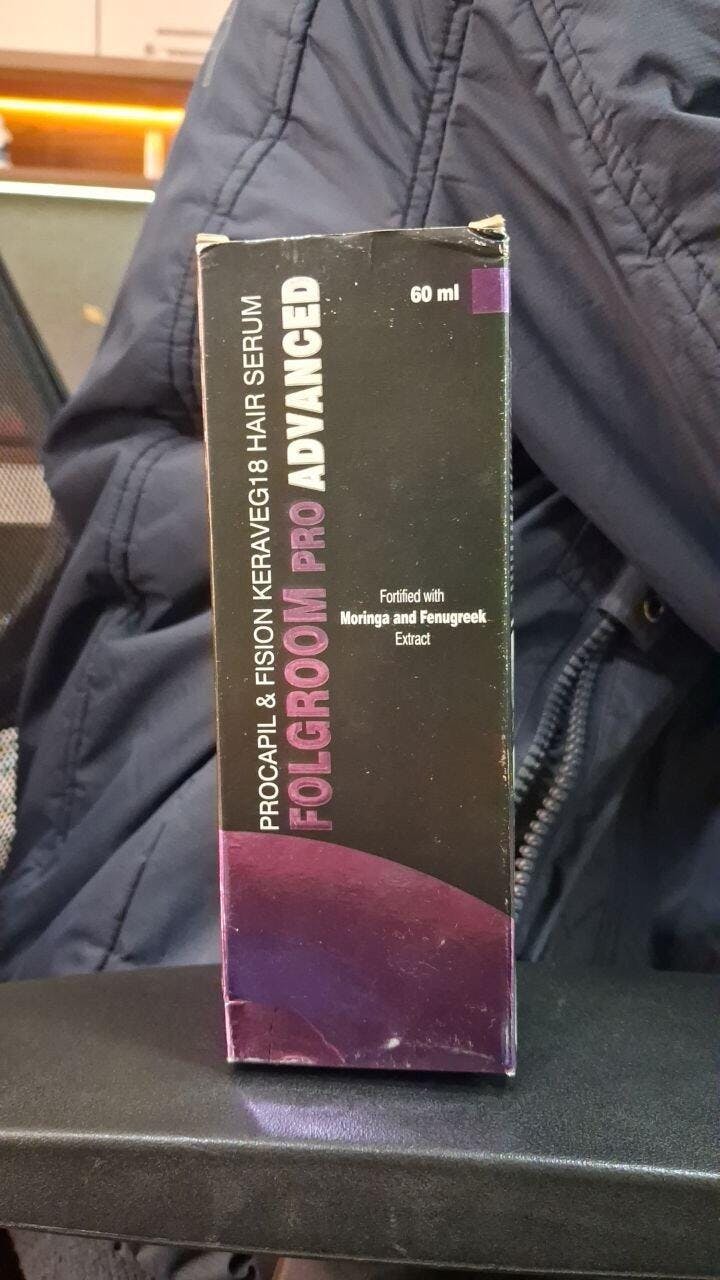 60 ml
PROCAPIL & FISION KERAVEG18 HAIR SERUM
FOLGROOM PRO ADVANCED
Fortified with
Moringa and Fenugreek
Extract